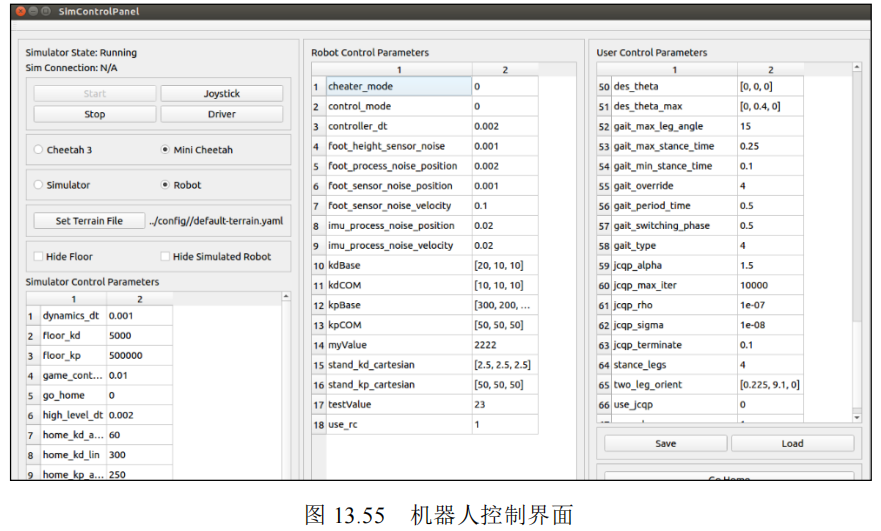 SimControlPanel
Simulator State: Running
Sim Connection: N/A
Start Joystick
Stop Driver
Cheetah 3 Mini Cheetah
Simulator Robot
Set Terrain File ../config//default-terrain.yaml
Hide Floor Hide Simulated Robot
Simulator Control Parameters
1 2
1 dynamics_dt 0.001
2 floor_kd 5000
3 floor_kp 500000
4 game_cont... 0.01
5 go_home 0
6 high_level_dt 0.002
7 home_kd_a... 60
8 home_kd_lin 300
9 home_kp_a... 250
Robot Control Parameters
1 2
1 cheater_mode 0
2 control_mode 0
3 controller_dt 0.002
4 foot_height_sensor_noise 0.001
5 foot_process_noise_position 0.002
6 foot_sensor_noise_position 0.001
7 foot_sensor_noise_velocity 0.1
8 imu_process_noise_position 0.02
9 imu_process_noise_velocity 0.02
10 kdBase [20, 10, 10]
11 kdCOM [10, 10, 10]
12 kpBase [300, 200, ...
13 kpCOM [50, 50, 50]
14 myValue 2222
15 stand_kd_cartesian [2.5, 2.5, 2.5]
16 stand_kp_cartesian [50, 50, 50]
17 testValue 23
18 use_rc 1
User Control Parameters
1 2
50 des_theta [0, 0, 0]
51 des_theta_max [0, 0.4, 0]
52 gait_max_leg_angle 15
53 gait_max_stance_time 0.25
54 gait_min_stance_time 0.1
55 gait_override 4
56 gait_period_time 0.5
57 gait_switching_phase 0.5
58 gait_type 4
59 jcqp_alpha 1.5
60 jcqp_max_iter 10000
61 jcqp_rho 1e-07
62 jcqp_sigma 1e-08
63 jcqp_terminate 0.1
64 stance_legs 4
65 two_leg_orient [0.225, 9.1, 0]
66 use_jcqp 0
Save Load
Go Home
图 13.55 机器人控制界面